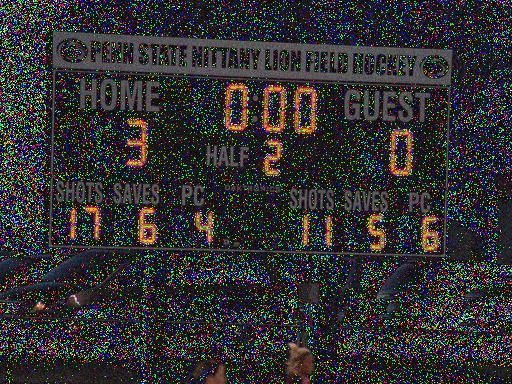 PENN STATE NITTANY LION FIELD HOCKEY
HOME 0:00 GUEST
3 HALF 2 0
SHOTS SAVES PC SHOTS SAVES PC
17 6 4 11 5 6